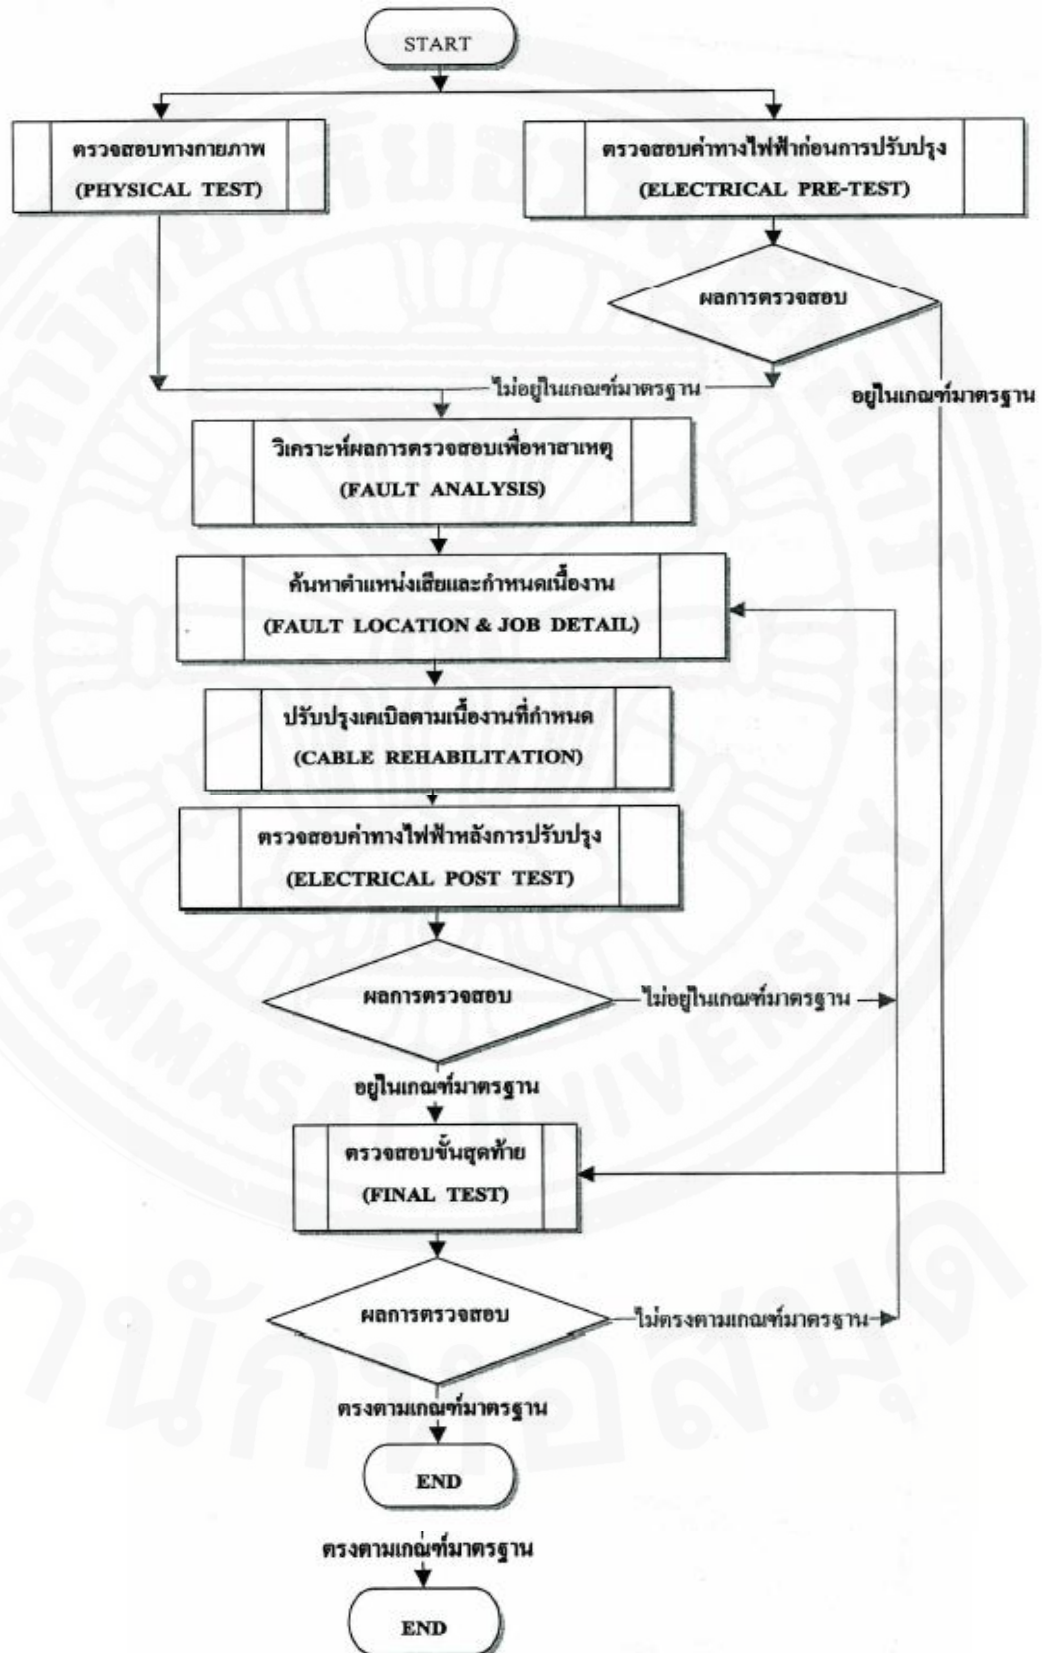 START
ตรวจสอบทางกายภาพ
(PHYSICAL TEST)
ตรวจสอบค่าทางไฟฟ้าก่อนการปรับปรุง
(ELECTRICAL PRE-TEST)
ผลการตรวจสอบ
ไม่อยู่ในเกณฑ์มาตรฐาน
อยู่ในเกณฑ์มาตรฐาน
วิเคราะห์ผลการตรวจสอบเพื่อหาสาเหตุ
(FAULT ANALYSIS)
ค้นหาตำแหน่งเสียและกำหนดเนื้องาน
(FAULT LOCATION & JOB DETAIL)
ปรับปรุงเคเบิลตามเนื้องานที่กำหนด
(CABLE REHABILITATION)
ตรวจสอบค่าทางไฟฟ้าหลังการปรับปรุง
(ELECTRICAL POST TEST)
ผลการตรวจสอบ
ไม่อยู่ในเกณฑ์มาตรฐาน
อยู่ในเกณฑ์มาตรฐาน
ตรวจสอบขั้นสุดท้าย
(FINAL TEST)
ผลการตรวจสอบ
ไม่ตรงตามเกณฑ์มาตรฐาน
ตรงตามเกณฑ์มาตรฐาน
END
ตรงตามเกณฑ์มาตรฐาน
END
THAMMASAT UNIVERSITY
สำนักหอสมุด